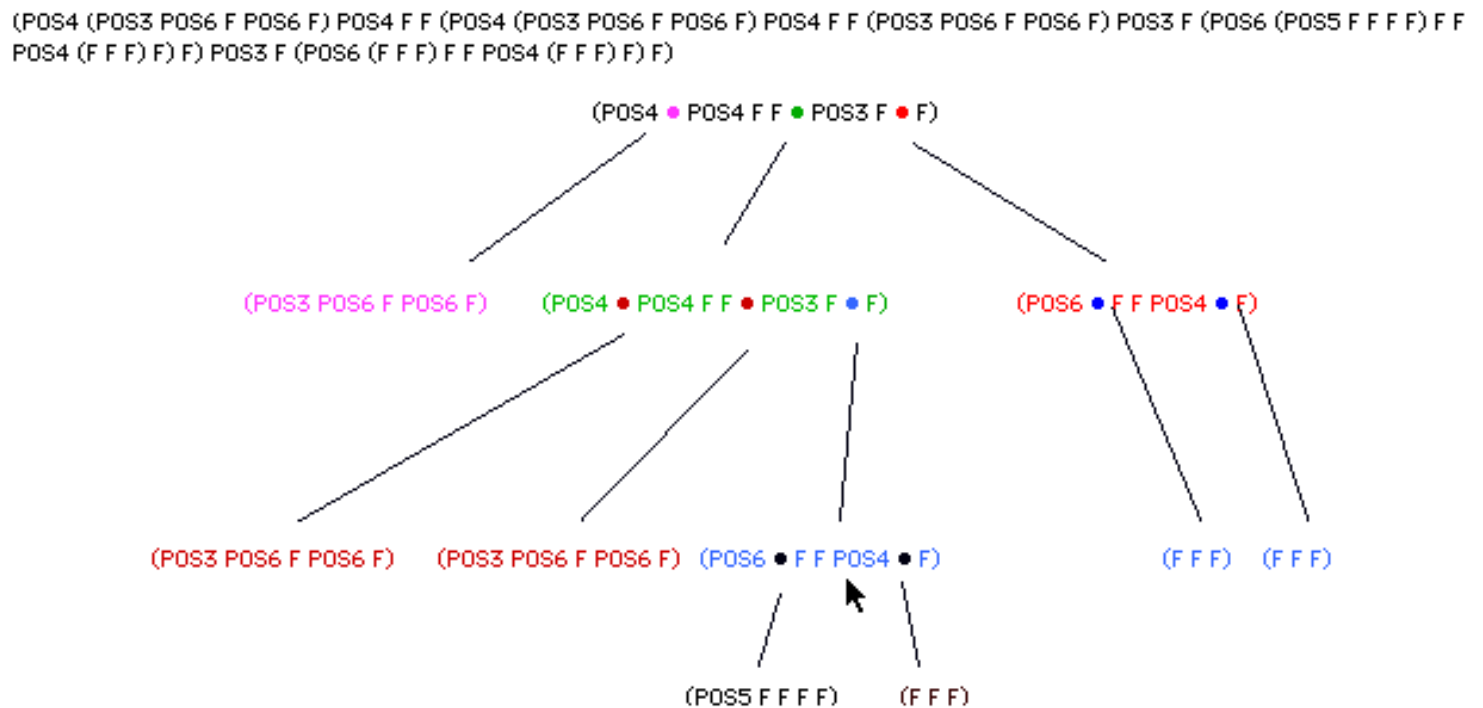 (POS4 (POS3 POS6 F POS6 F) POS4 F F (POS4 (POS3 POS6 F POS6 F) POS4 F F (POS3 POS6 F POS6 F) POS3 F (POS6 (POS5 F F F F) F F
POS4 (F F F) F) F) POS3 F (POS6 (F F F) F F POS4 (F F F) F) F)
(POS4 ● POS4 F F ● POS3 F ● F)
(POS3 POS6 F POS6 F) (POS4 ● POS4 F F ● POS3 F ● F) (POS6 ● F F POS4 ● F)
(POS3 POS6 F POS6 F) (POS3 POS6 F POS6 F) (POS6 ● F F POS4 ● F) (F F F) (F F F)
(POS5 F F F F) (F F F)